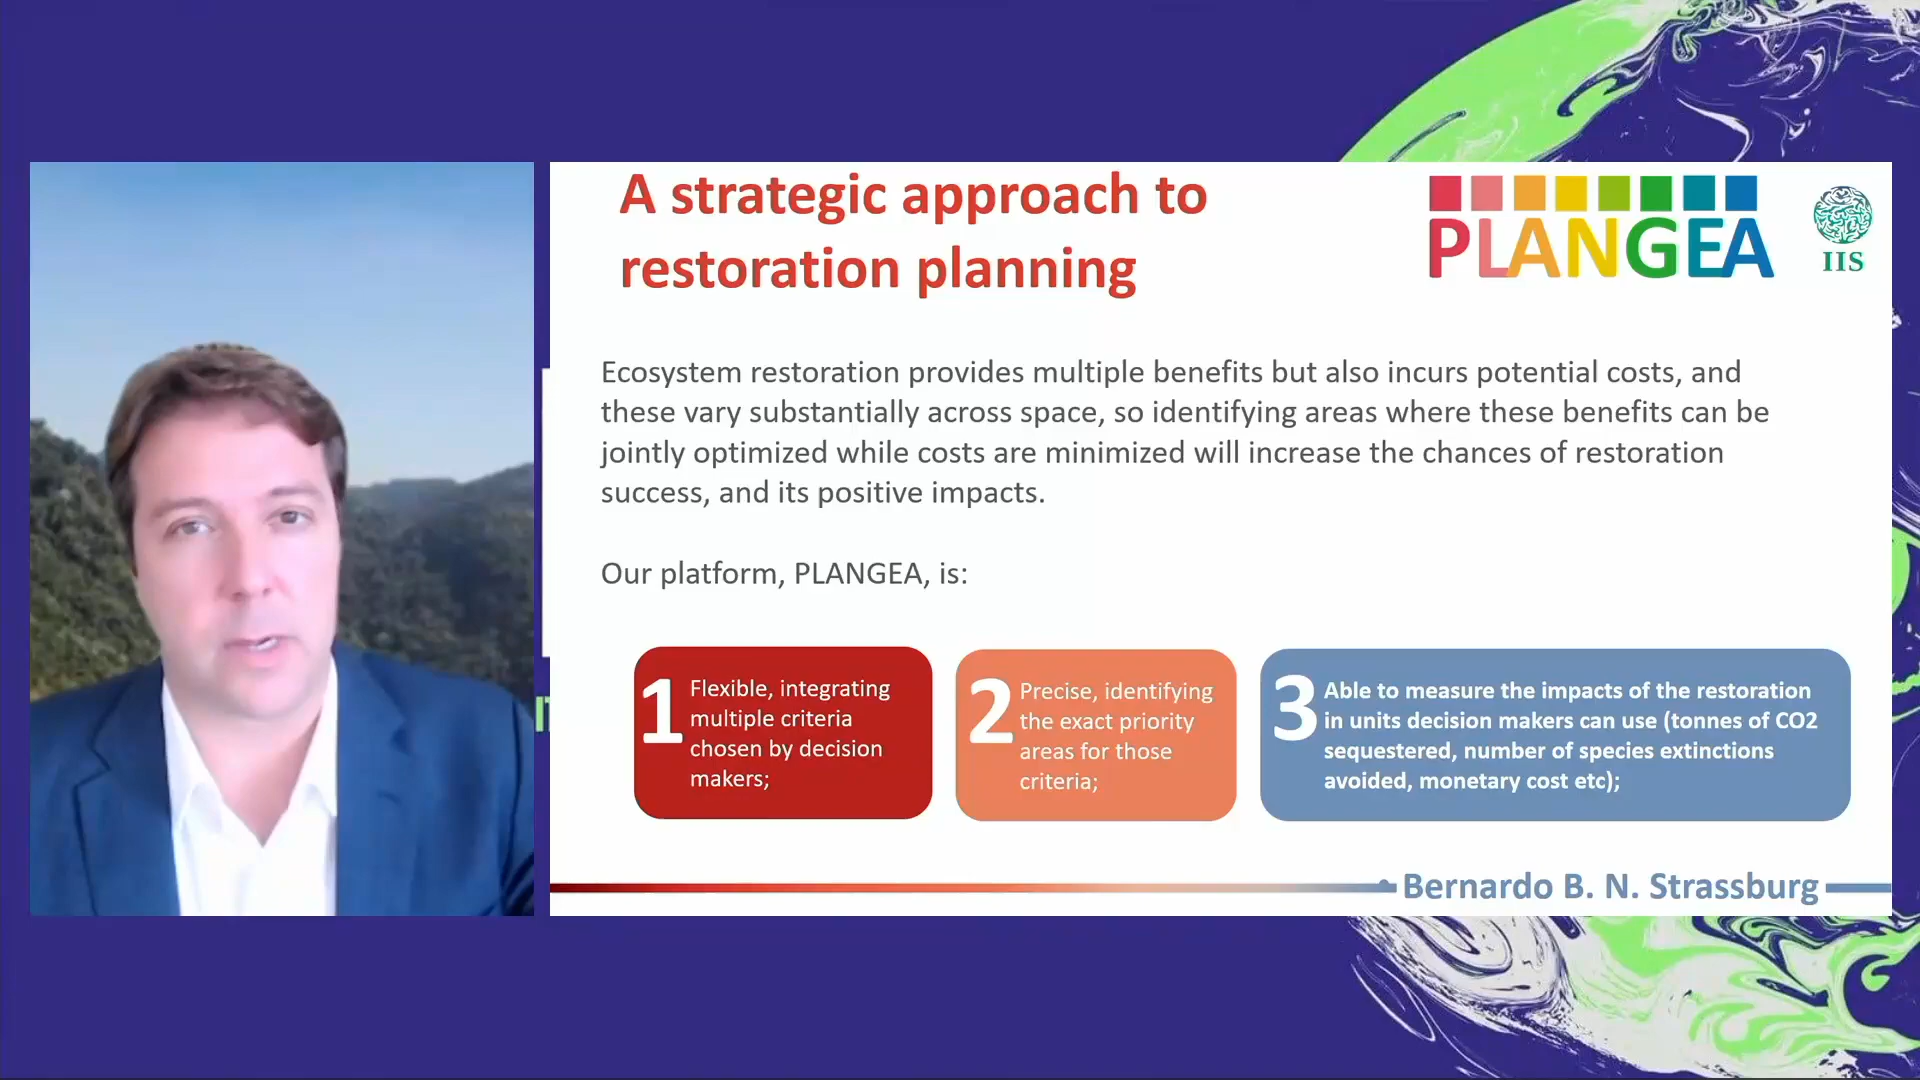 A strategic approach to
restoration planning
PLANGEA
IIS
Ecosystem restoration provides multiple benefits but also incurs potential costs, and
these vary substantially across space, so identifying areas where these benefits can be
jointly optimized while costs are minimized will increase the chances of restoration
success, and its positive impacts.
Our platform, PLANGEA, is:
1 Flexible, integrating
multiple criteria
chosen by decision
makers;
2 Precise, identifying
the exact priority
areas for those
criteria;
3 Able to measure the impacts of the restoration
in units decision makers can use (tonnes of CO2
sequestered, number of species extinctions
avoided, monetary cost etc);
Bernardo B. N. Strassburg